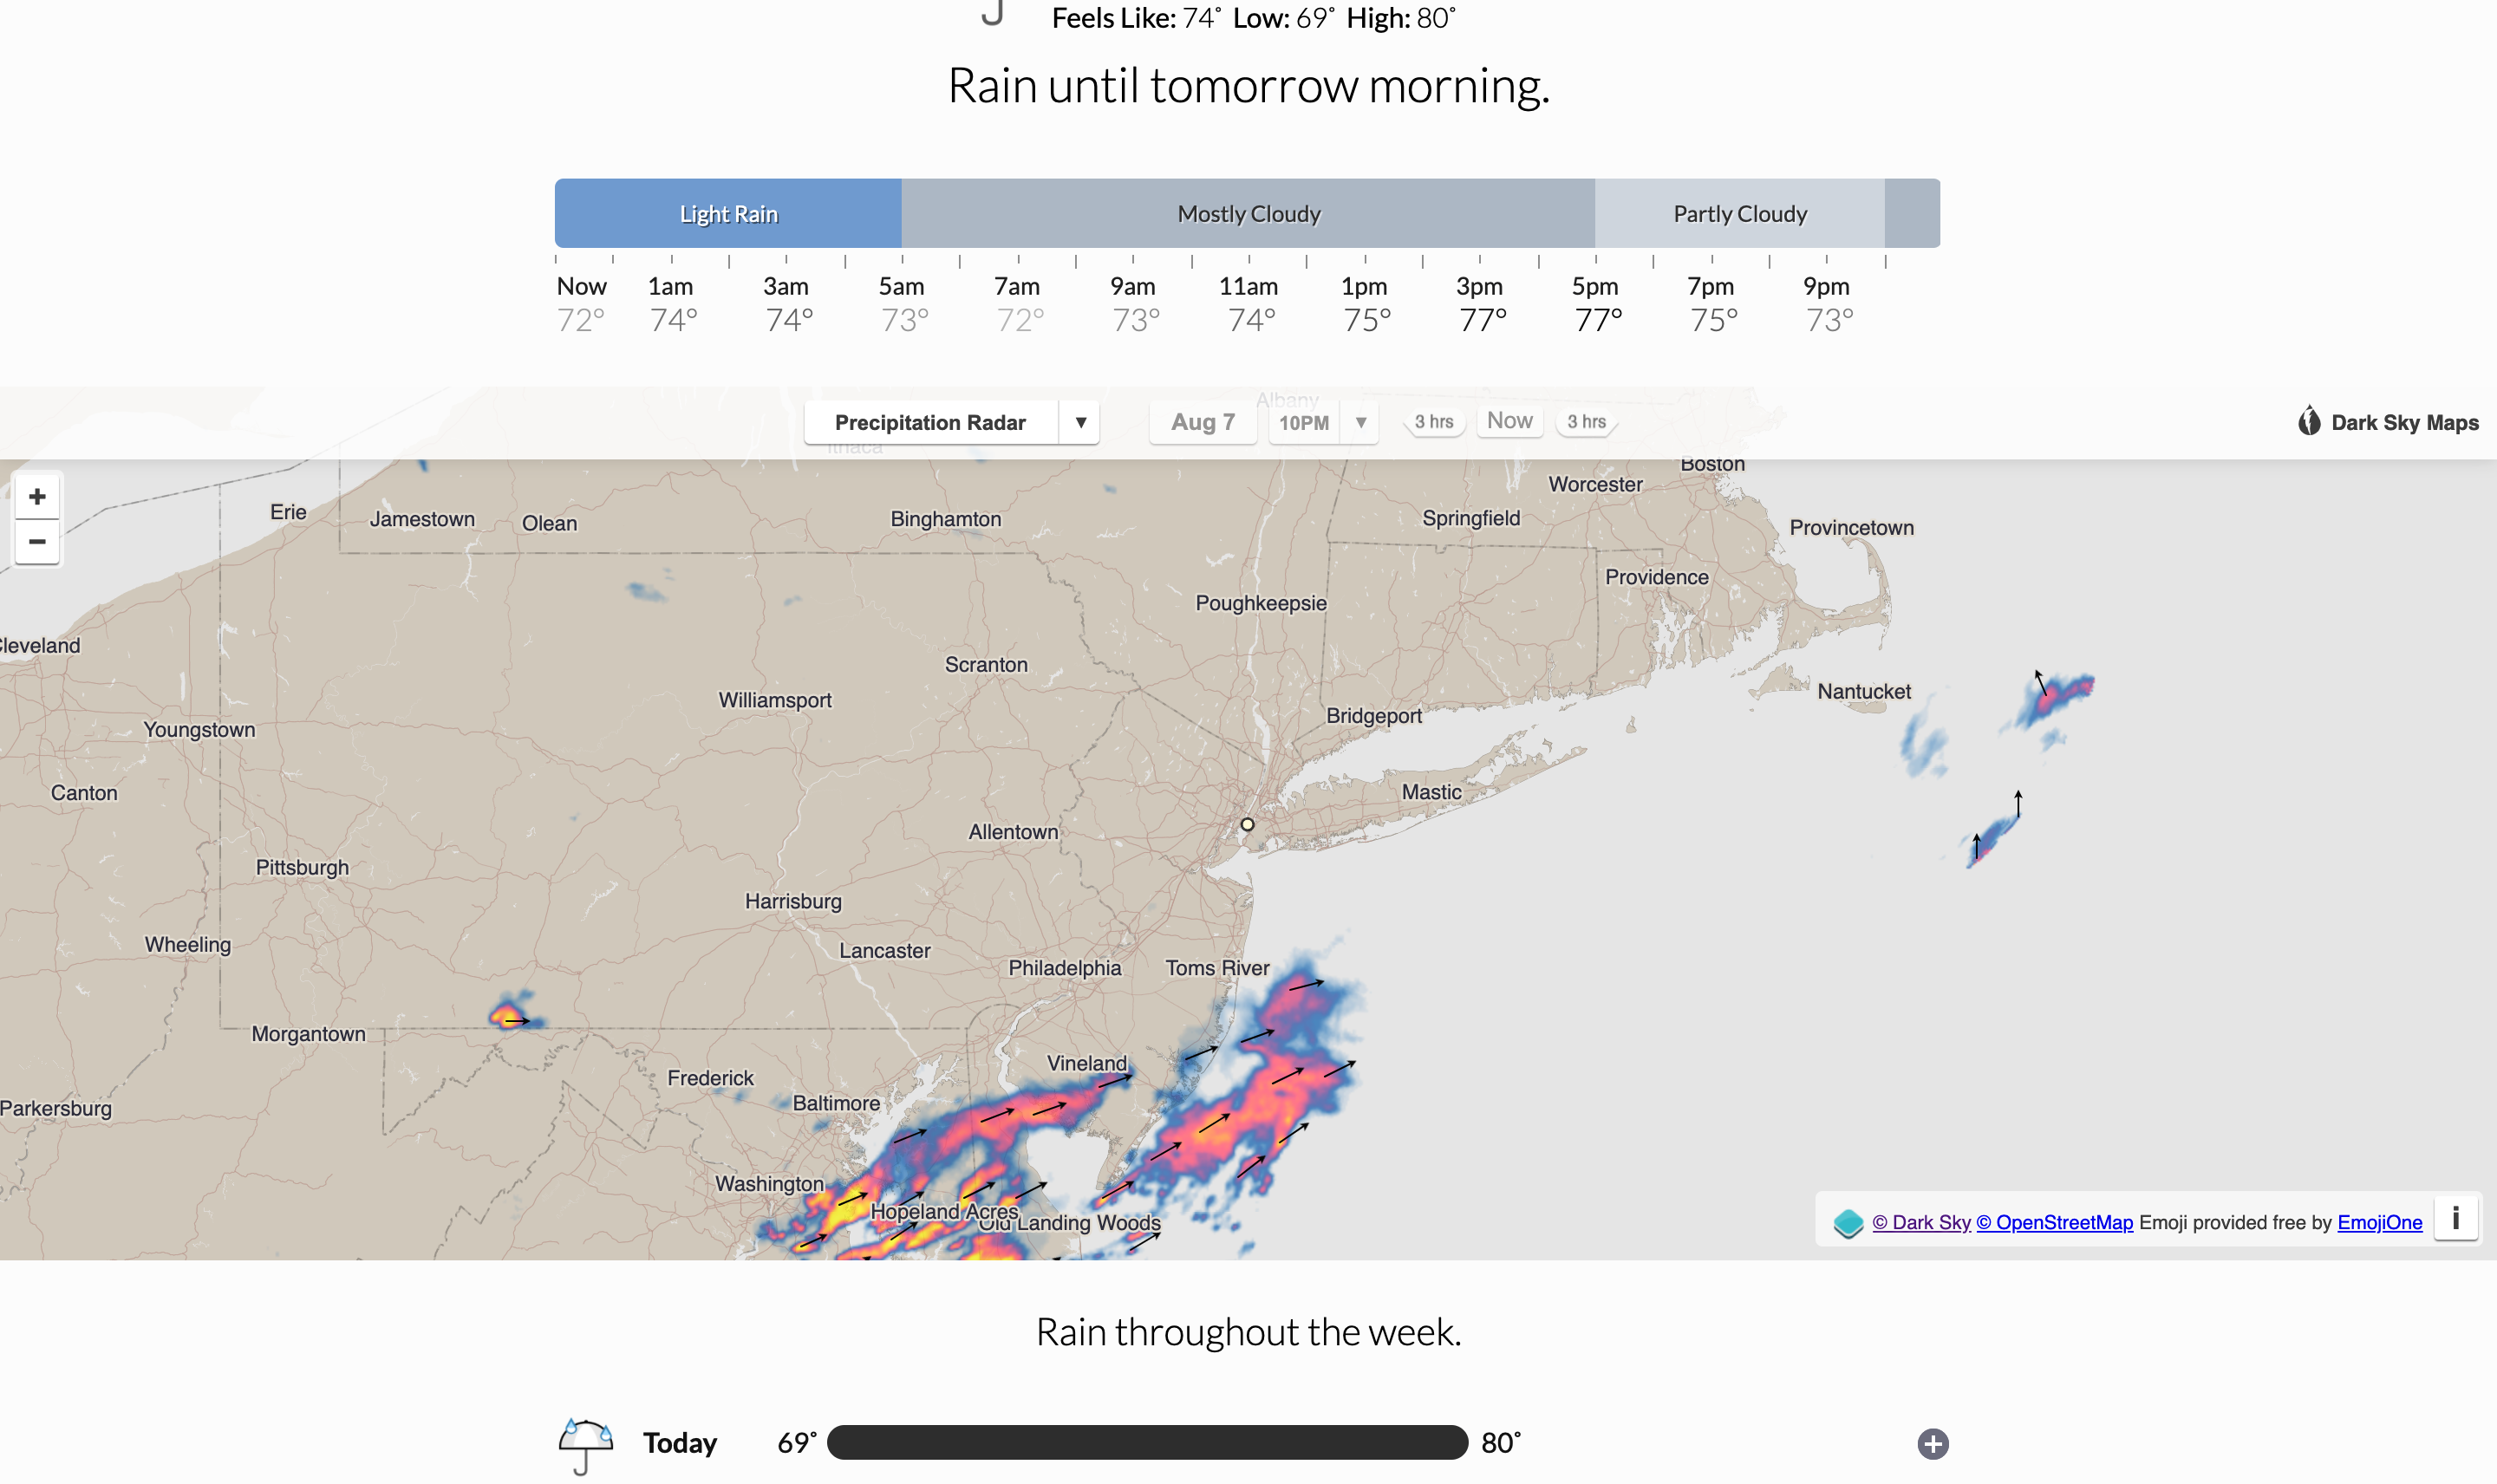 Feels Like: 74° Low: 69° High: 80°
Rain until tomorrow morning.
Light Rain Mostly Cloudy Partly Cloudy
Now 1am 3am 5am 7am 9am 11am 1pm 3pm 5pm 7pm 9pm
72° 74° 74° 73° 72° 73° 74° 75° 77° 77° 75° 73°
Albany
Precipitation Radar ▼ Aug 7 10PM ▼ 3 hrs Now 3 hrs Dark Sky Maps
Ithaca
Boston
+
Worcester
Erie Jamestown Olean Binghamton Springfield
Provincetown
−
Providence
Poughkeepsie
Cleveland
Scranton
Nantucket
Williamsport
Bridgeport
Youngstown
Canton Mastic
Allentown
Pittsburgh
Harrisburg
Wheeling Lancaster
Philadelphia Toms River
Morgantown
Vineland
Frederick
Parkersburg Baltimore
Washington
Hopeland Acres
Old Landing Woods
© Dark Sky © OpenStreetMap Emoji provided free by EmojiOne i
Rain throughout the week.
Today 69° 80° +